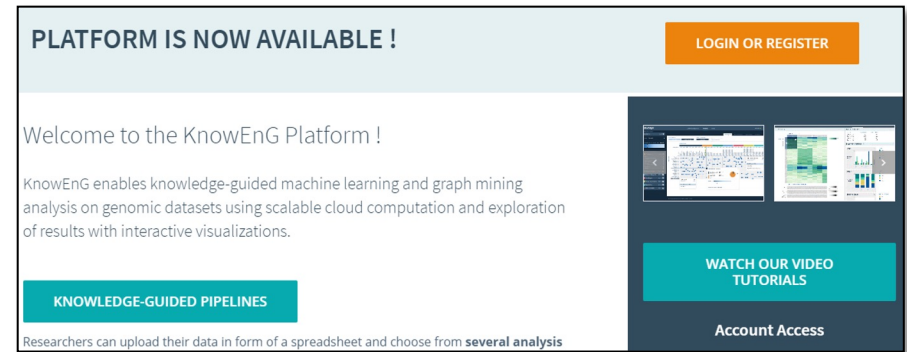 PLATFORM IS NOW AVAILABLE !
LOGIN OR REGISTER
Welcome to the KnowEnG Platform !
KnowEnG enables knowledge-guided machine learning and graph mining
analysis on genomic datasets using scalable cloud computation and exploration
of results with interactive visualizations.
KNOWLEDGE-GUIDED PIPELINES
Researchers can upload their data in form of a spreadsheet and choose from several analysis
WATCH OUR VIDEO
TUTORIALS
Account Access